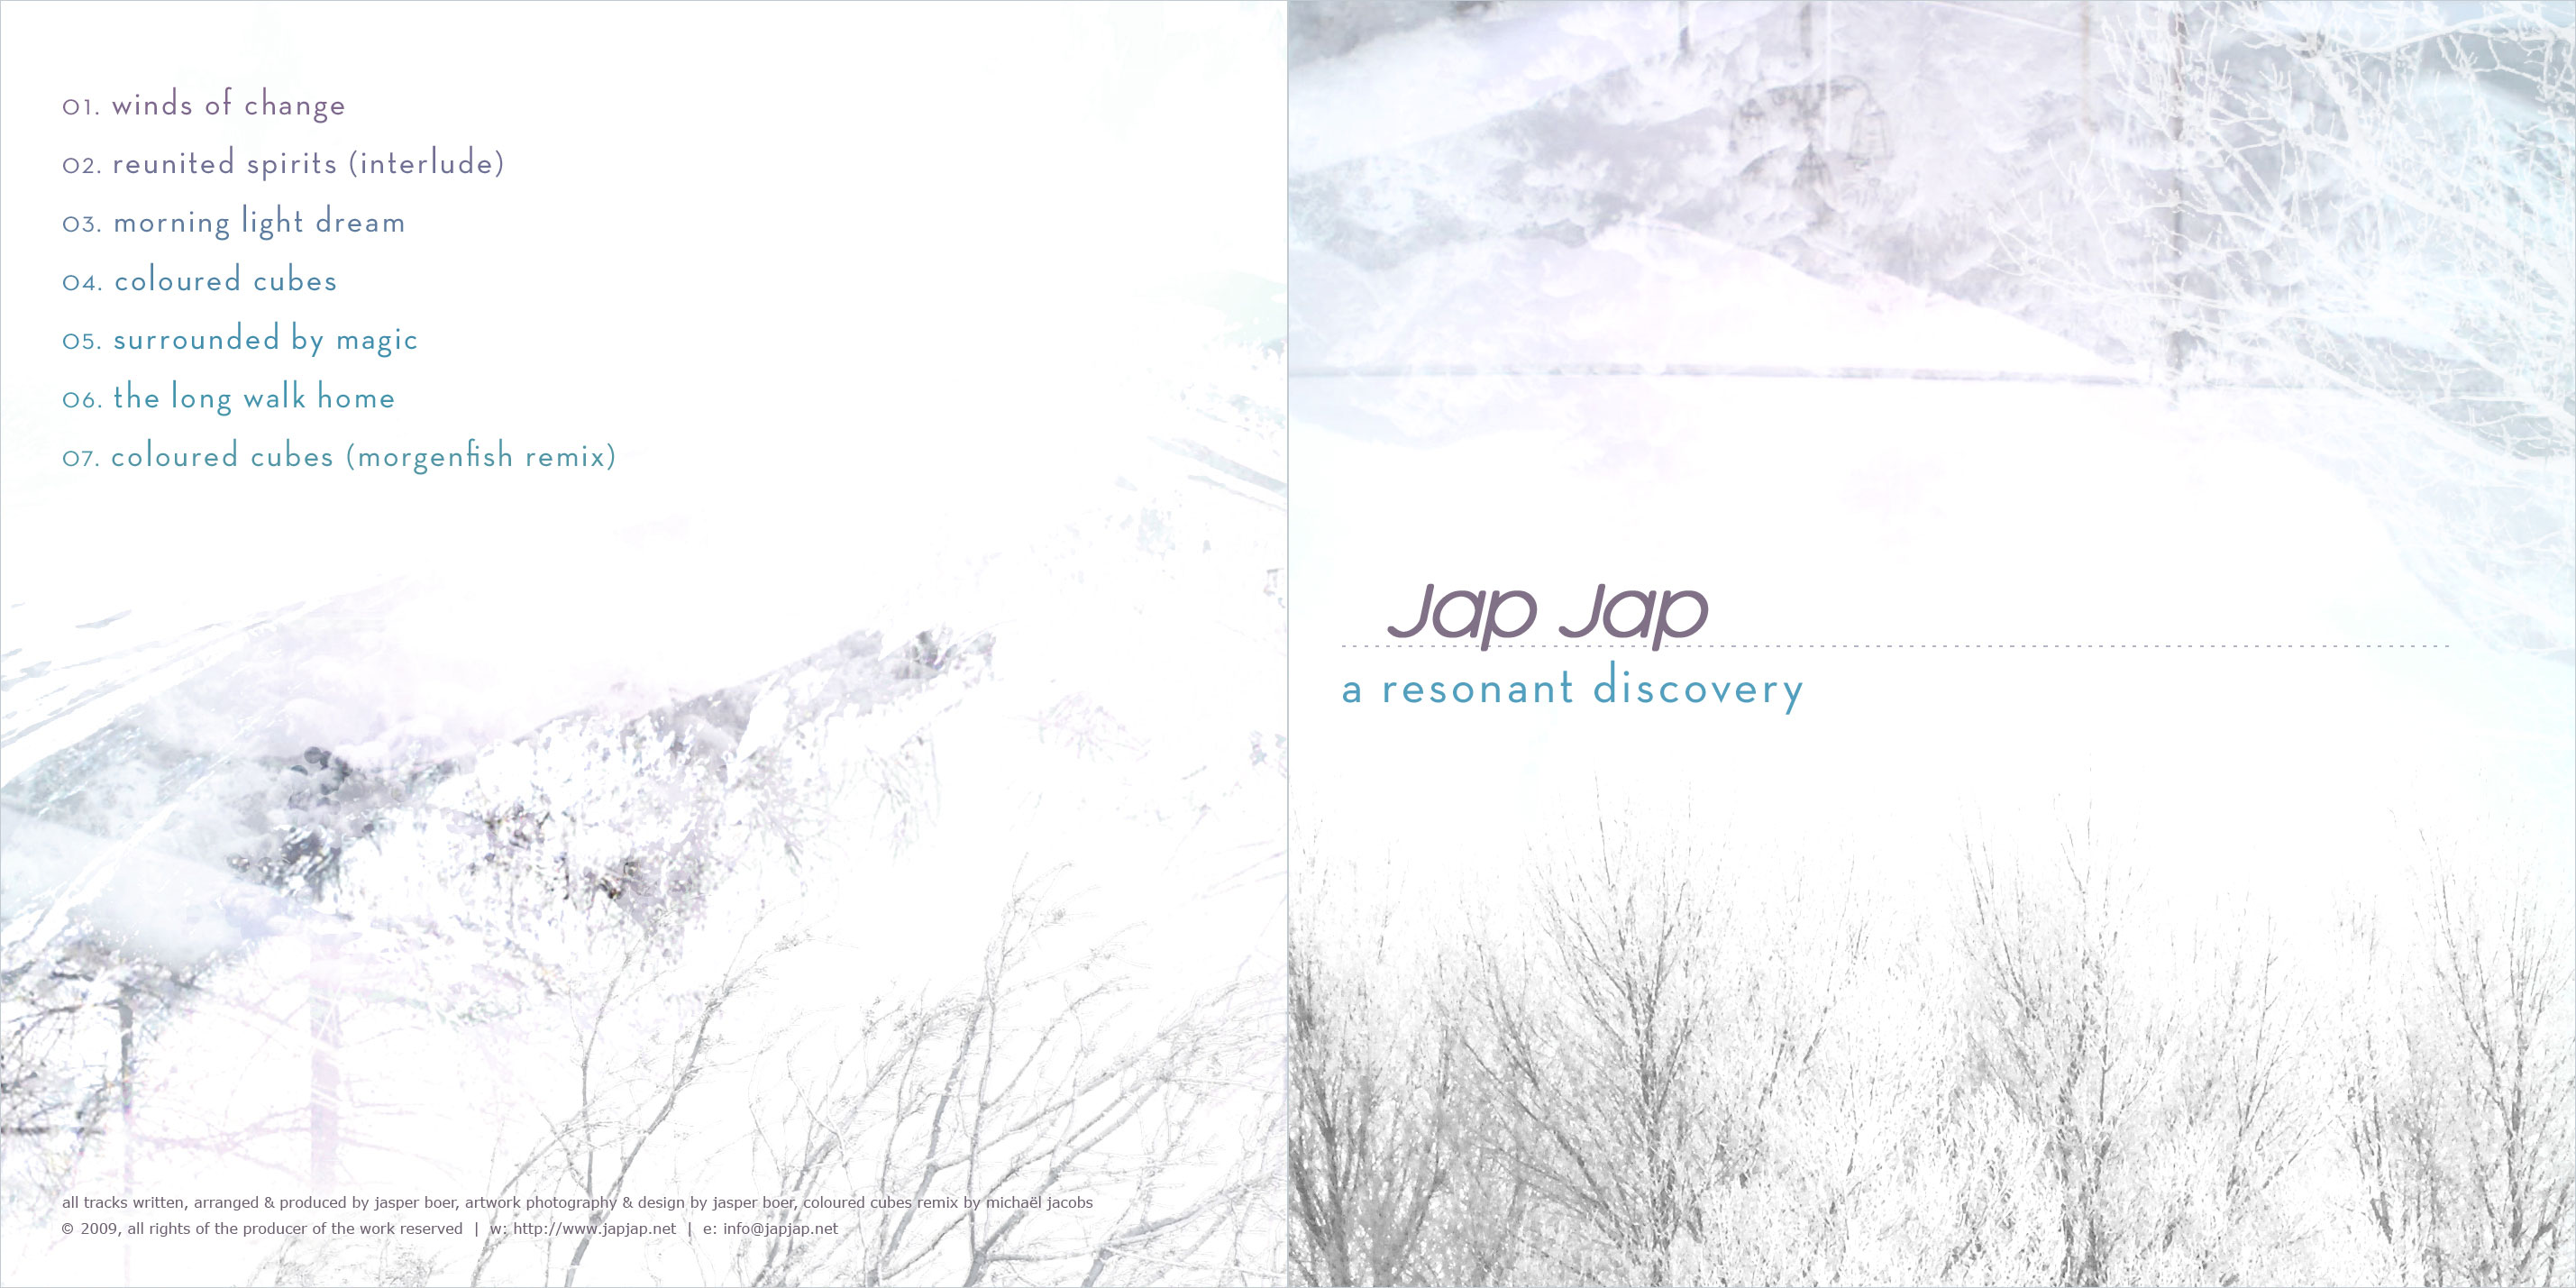 01. winds of change
02. reunited spirits (interlude)
03. morning light dream
04. coloured cubes
05. surrounded by magic
06. the long walk home
07. coloured cubes (morgenfish remix)
all tracks written, arranged & produced by jasper boer, artwork photography & design by jasper boer, coloured cubes remix by michaël jacobs
© 2009, all rights of the producer of the work reserved | w: http://www.japjap.net | e: info@japjap.net
Jap Jap
a resonant discovery